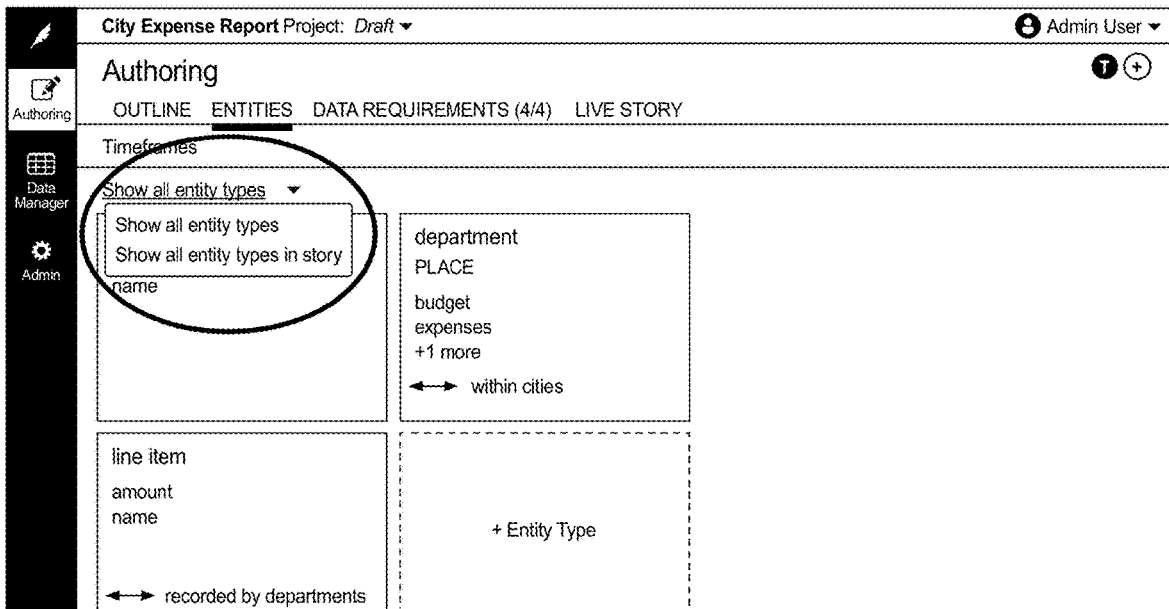 City Expense Report Project: Draft
Admin User
Authoring
T +
Authoring
OUTLINE ENTITIES DATA REQUIREMENTS (4/4) LIVE STORY
Timeframes
Data
Manager
Show all entity types
Show all entity types
Show all entity types in story
name
Admin
department
PLACE
budget
expenses
+1 more
within cities
line item
amount
name
recorded by departments
+ Entity Type